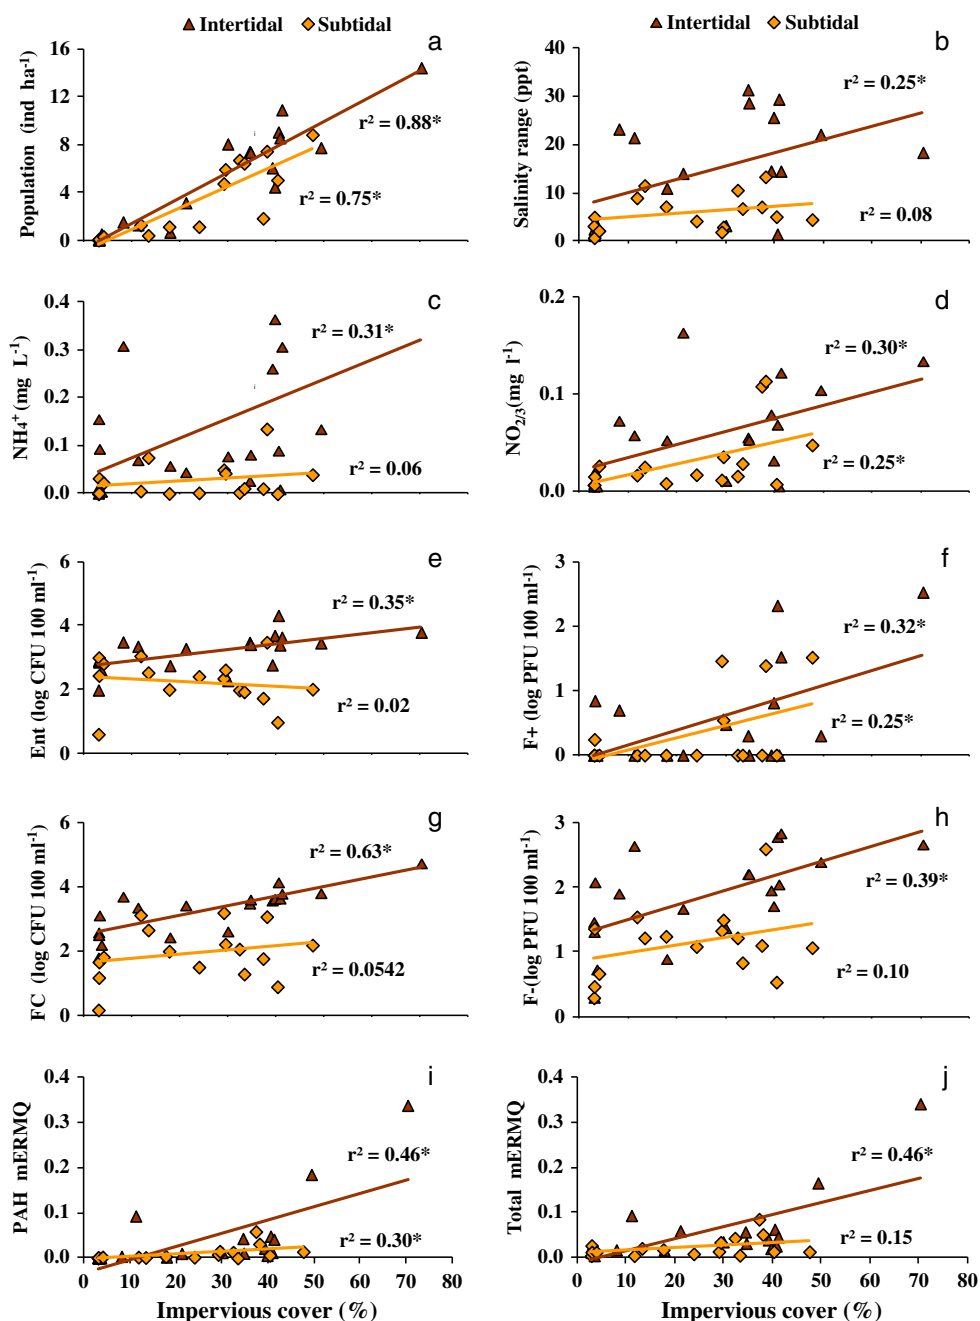 Intertidal Subtidal
a
Population (ind ha⁻¹)
16
12
8
4
0
r² = 0.88*
r² = 0.75*
Intertidal Subtidal
b
Salinity range (ppt)
40
30
20
10
0
r² = 0.25*
r² = 0.08
c
NH₄⁺ (mg L⁻¹)
0.4
0.3
0.2
0.1
0.0
r² = 0.31*
r² = 0.06
d
NO₂/₃ (mg l⁻¹)
0.2
0.1
0.0
r² = 0.30*
r² = 0.25*
e
Ent (log CFU 100 ml⁻¹)
6
4
2
0
r² = 0.35*
r² = 0.02
f
F+ (log PFU 100 ml⁻¹)
3
2
1
0
r² = 0.32*
r² = 0.25*
g
FC (log CFU 100 ml⁻¹)
6
4
2
0
r² = 0.63*
r² = 0.0542
h
F-(log PFU 100 ml⁻¹)
3
2
1
0
r² = 0.39*
r² = 0.10
i
PAH mERMQ
0.4
0.3
0.2
0.1
0.0
r² = 0.46*
r² = 0.30*
0 10 20 30 40 50 60 70 80
Impervious cover (%)
j
Total mERMQ
0.4
0.3
0.2
0.1
0.0
r² = 0.46*
r² = 0.15
0 10 20 30 40 50 60 70 80
Impervious cover (%)